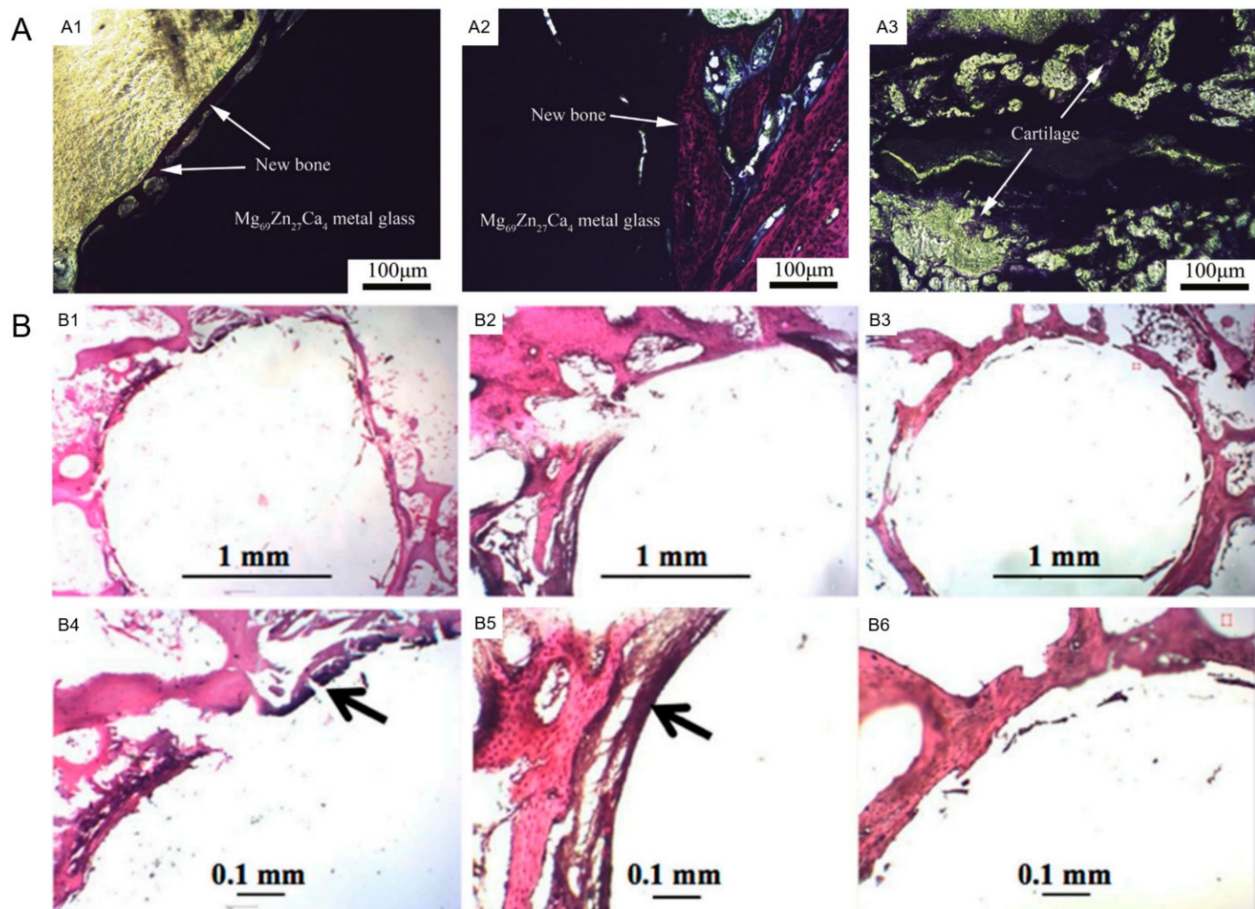 A
A1
New bone
Mg₆₉Zn₂₇Ca₄ metal glass
100μm
A2
New bone
Mg₆₉Zn₂₇Ca₄ metal glass
100μm
A3
Cartilage
100μm
B
B1
1 mm
B2
1 mm
B3
1 mm
B4
0.1 mm
B5
0.1 mm
B6
0.1 mm